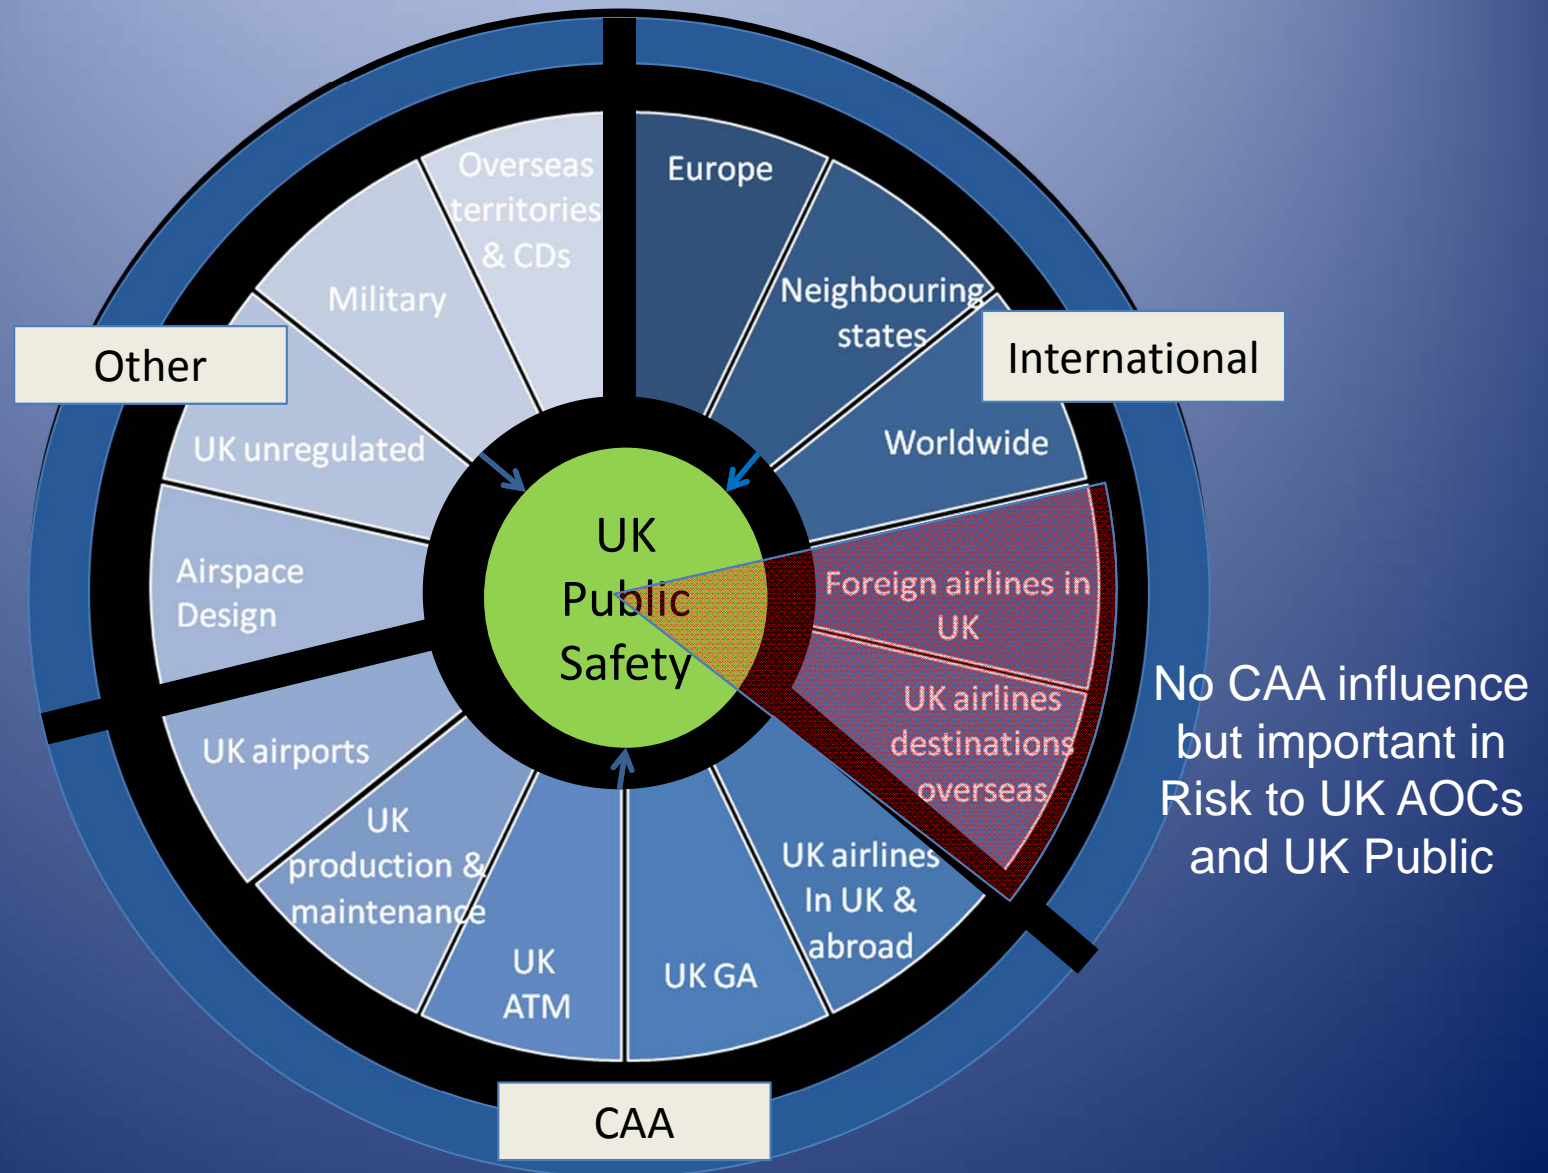 Overseas
territories
& CDs
Europe
Military
Neighbouring
states
Other
International
UK unregulated
Worldwide
UK
Public
Safety
Airspace
Design
Foreign airlines in
UK
UK airlines
destinations
overseas
No CAA influence
but important in
Risk to UK AOCs
and UK Public
UK airports
UK
production &
maintenance
UK
ATM
UK GA
UK airlines
In UK &
abroad
CAA